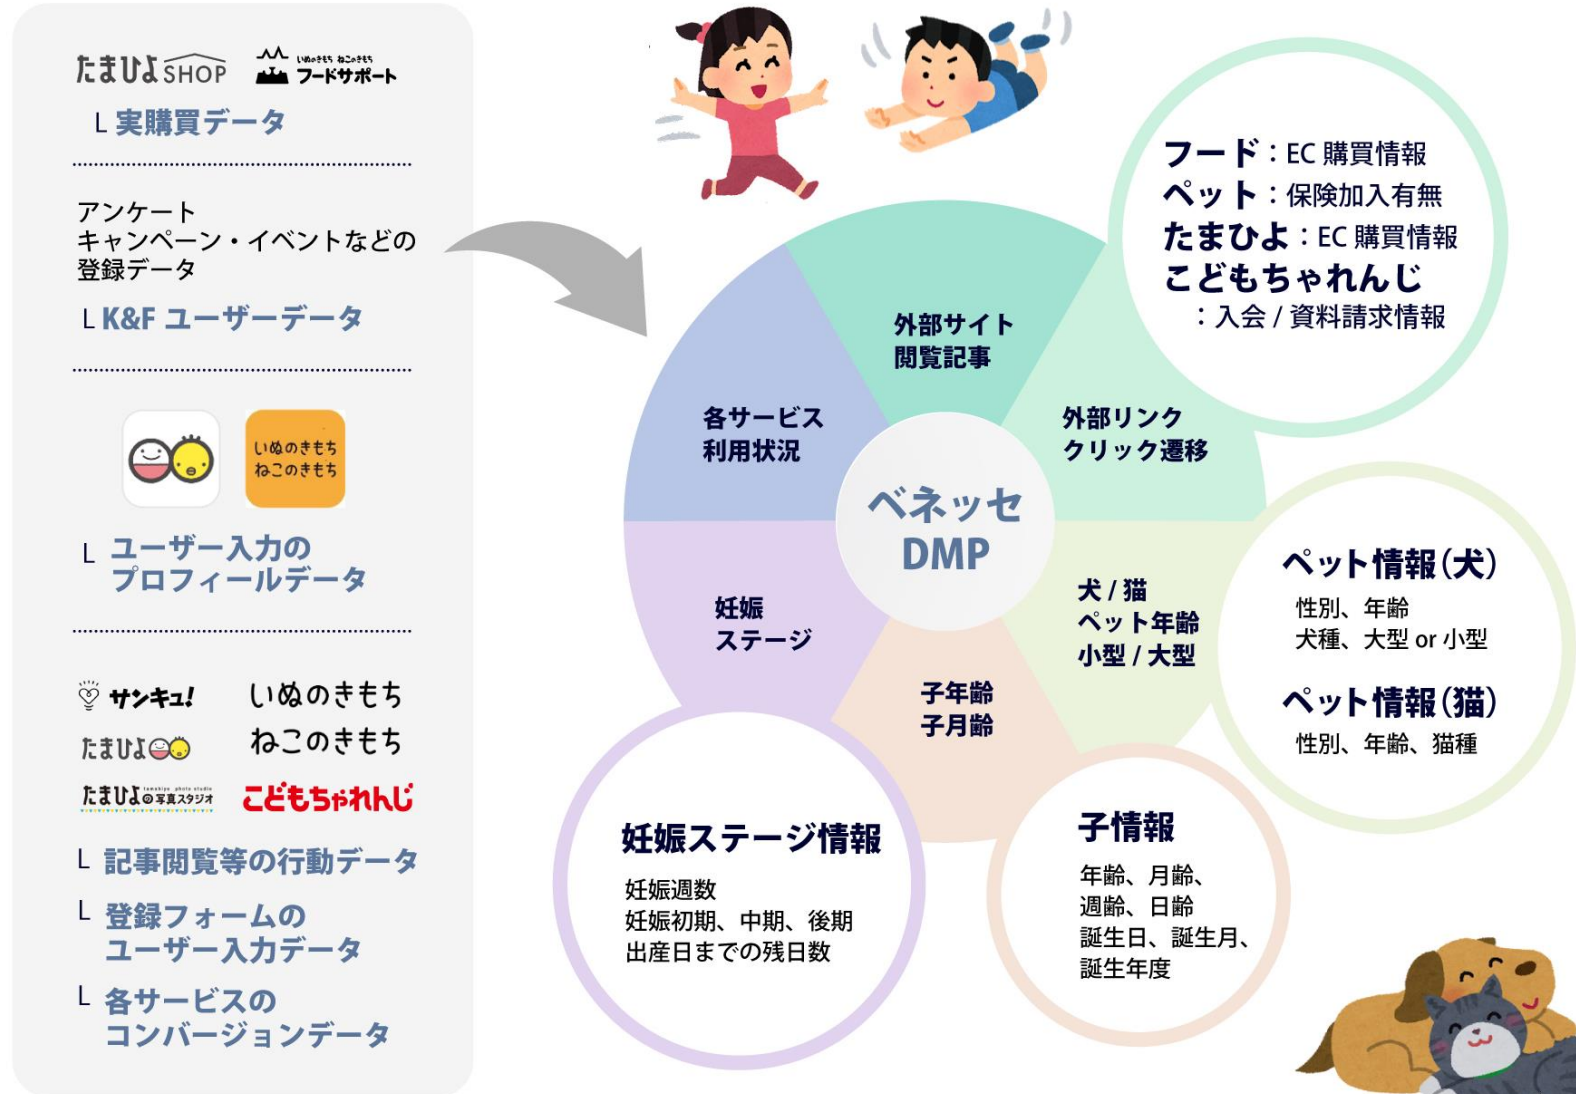 たまひよSHOP
いぬのきもち ねこのきもち
フードサポート
L 実購買データ
アンケート
キャンペーン・イベントなどの
登録データ
L K&F ユーザーデータ
いぬのきもち
ねこのきもち
L ユーザー入力の
プロフィールデータ
サンキュ!
いぬのきもち
たまひよ
ねこのきもち
tamahiyo photo studio
たまひよの写真スタジオ
こどもちゃれんじ
L 記事閲覧等の行動データ
L 登録フォームの
ユーザー入力データ
L 各サービスの
コンバージョンデータ
外部サイト
閲覧記事
各サービス
利用状況
外部リンク
クリック遷移
ベネッセ
DMP
妊娠
ステージ
犬 / 猫
ペット年齢
小型 / 大型
子年齢
子月齢
フード：EC 購買情報
ペット：保険加入有無
たまひよ：EC 購買情報
こどもちゃれんじ
：入会 / 資料請求情報
ペット情報（犬）
性別、年齢
犬種、大型 or 小型
ペット情報（猫）
性別、年齢、猫種
妊娠ステージ情報
妊娠週数
妊娠初期、中期、後期
出産日までの残日数
子情報
年齢、月齢、
週齢、日齢
誕生日、誕生月、
誕生年度